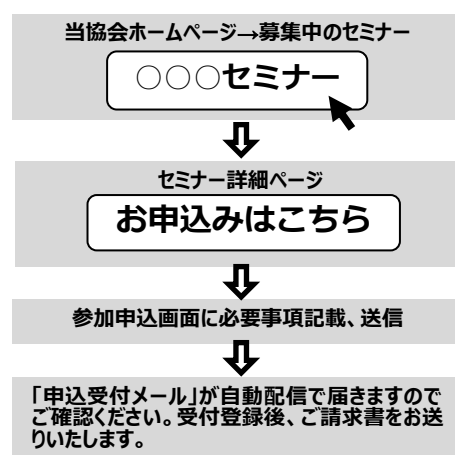 当協会ホームページ→募集中のセミナー
○○○セミナー
セミナー詳細ページ
お申込みはこちら
参加申込画面に必要事項記載、送信
「申込受付メール」が自動配信で届きますので
ご確認ください。受付登録後、ご請求書をお送
りいたします。